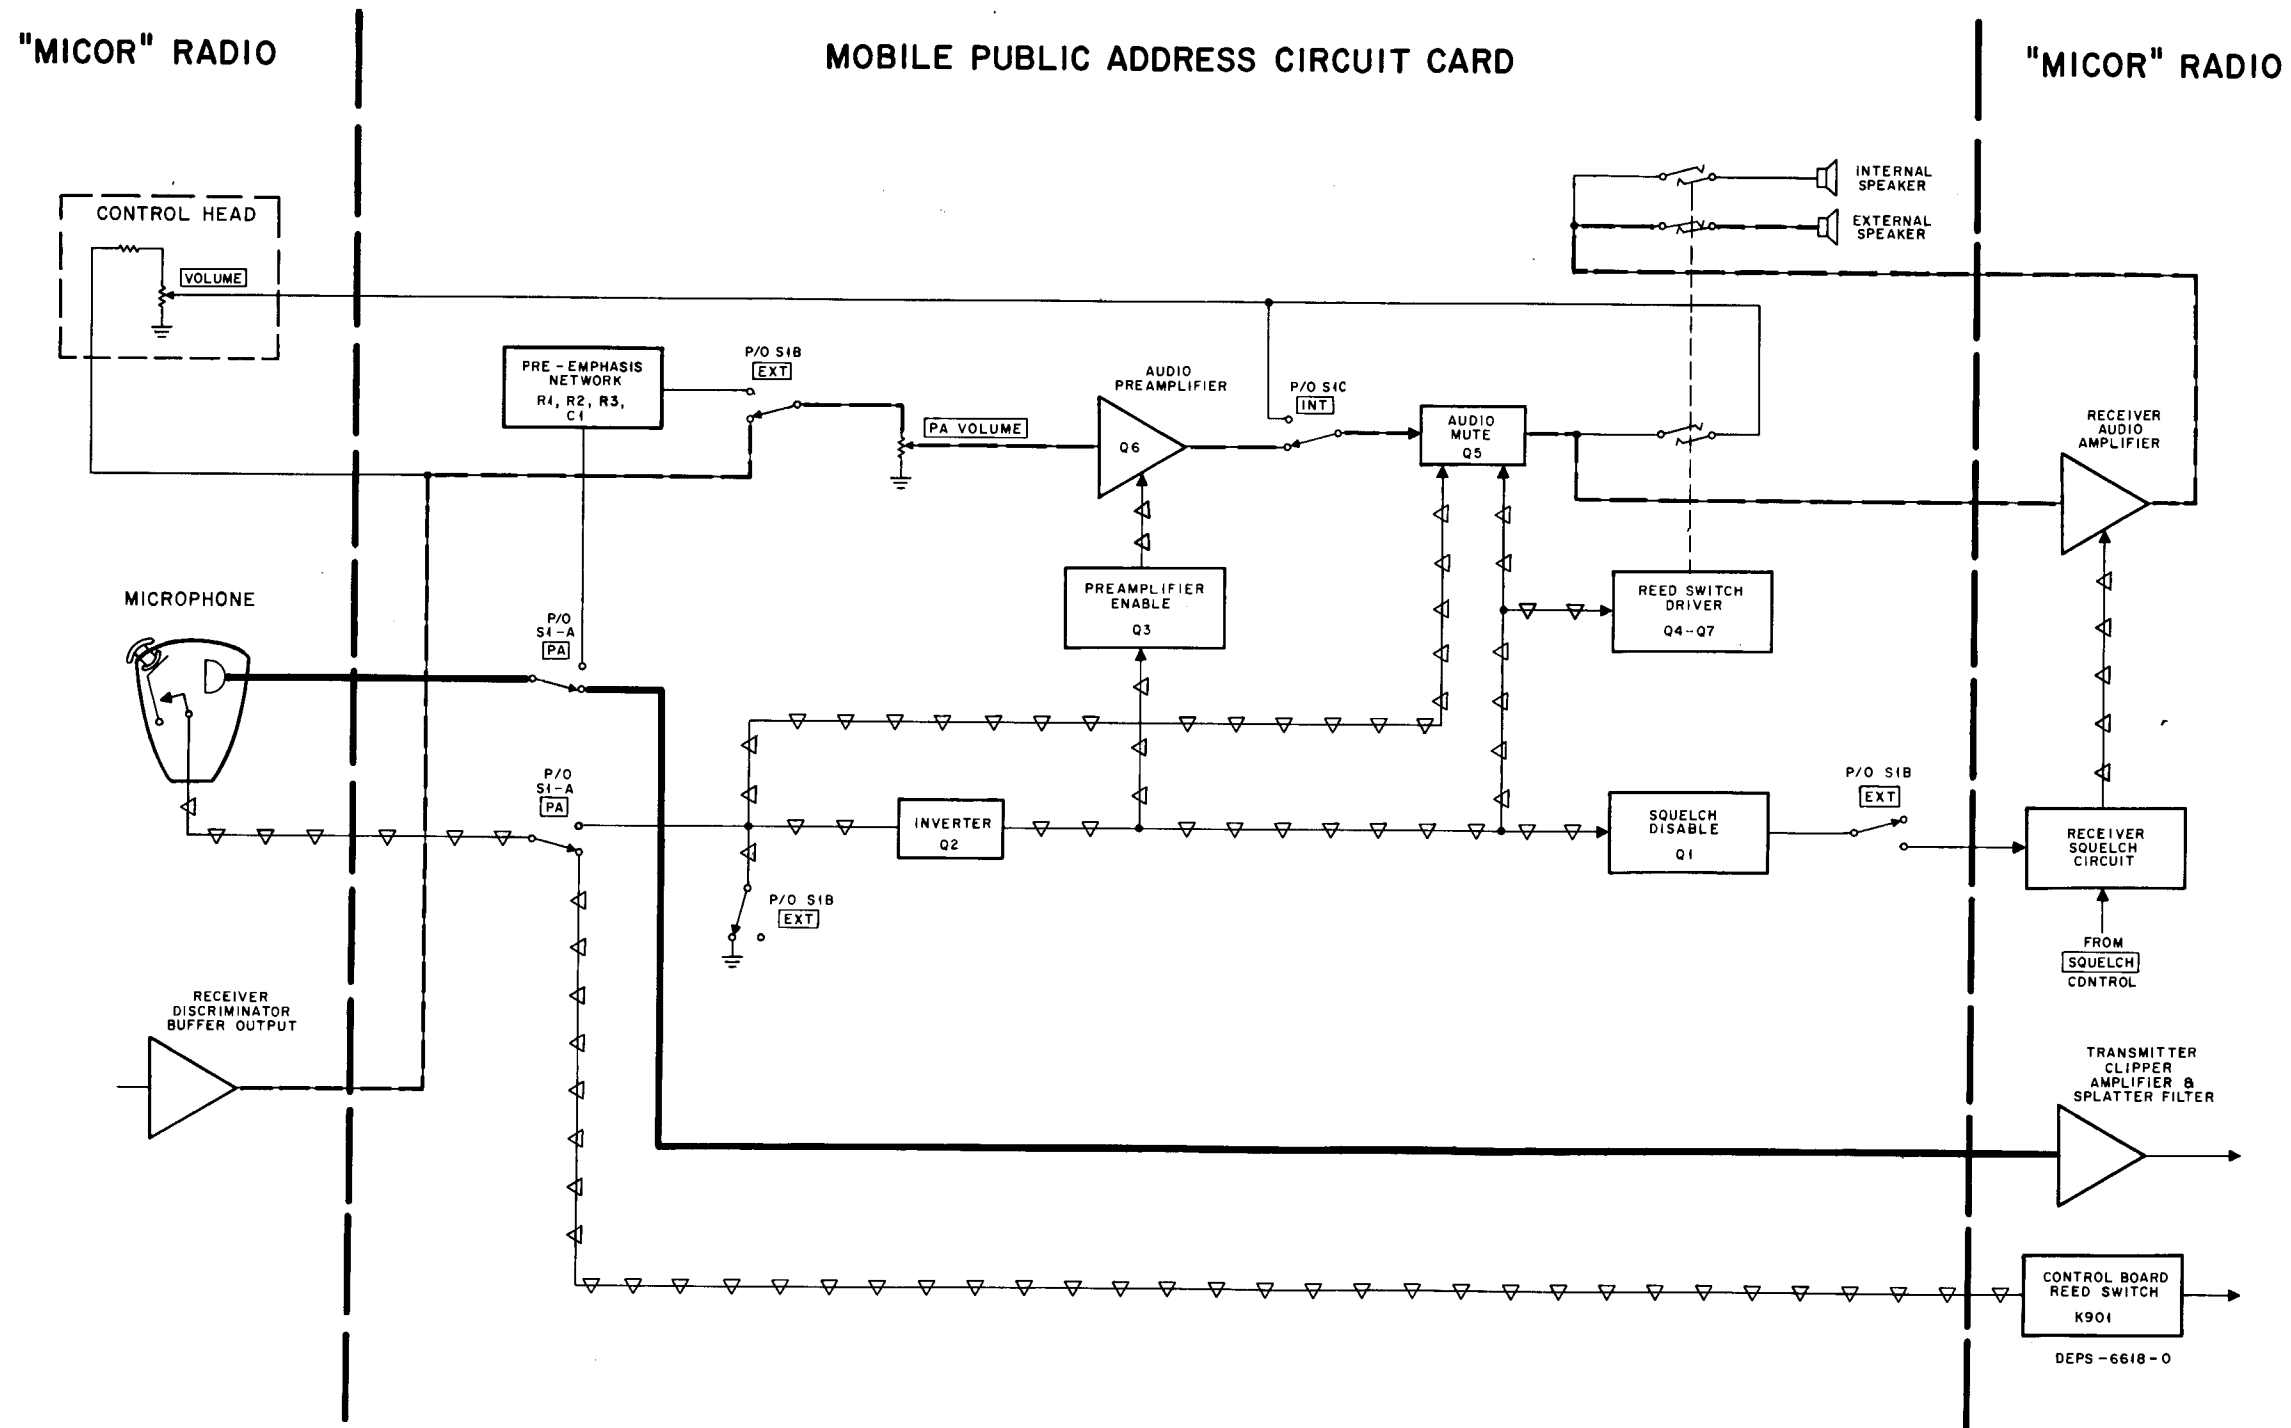 "MICOR" RADIO
MOBILE PUBLIC ADDRESS CIRCUIT CARD
"MICOR" RADIO
INTERNAL
SPEAKER
EXTERNAL
SPEAKER
CONTROL HEAD
VOLUME
PRE-EMPHASIS
NETWORK
R1, R2, R3,
C1
P/O S1B
EXT
PA VOLUME
AUDIO
PREAMPLIFIER
Q6
P/O S1C
INT
AUDIO
MUTE
Q5
RECEIVER
AUDIO
AMPLIFIER
MICROPHONE
P/O
S1-A
PA
PREAMPLIFIER
ENABLE
Q3
REED SWITCH
DRIVER
Q4-Q7
P/O
S1-A
PA
INVERTER
Q2
P/O S1B
EXT
SQUELCH
DISABLE
Q1
P/O S1B
EXT
RECEIVER
SQUELCH
CIRCUIT
FROM
SQUELCH
CONTROL
RECEIVER
DISCRIMINATOR
BUFFER OUTPUT
TRANSMITTER
CLIPPER
AMPLIFIER &
SPLATTER FILTER
CONTROL BOARD
REED SWITCH
K901
DEPS-6618-O